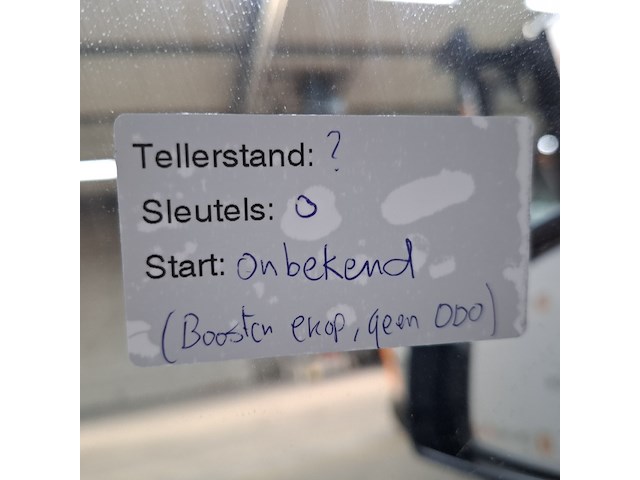 Tellerstand: ?
Sleutels: 0
Start: Onbekend
(Boosten erop, geen ODO)